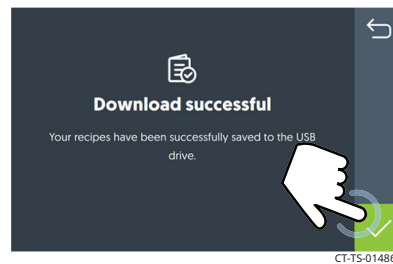 Download successful
Your recipes have been successfully saved to the USB
drive.
CT-TS-01486